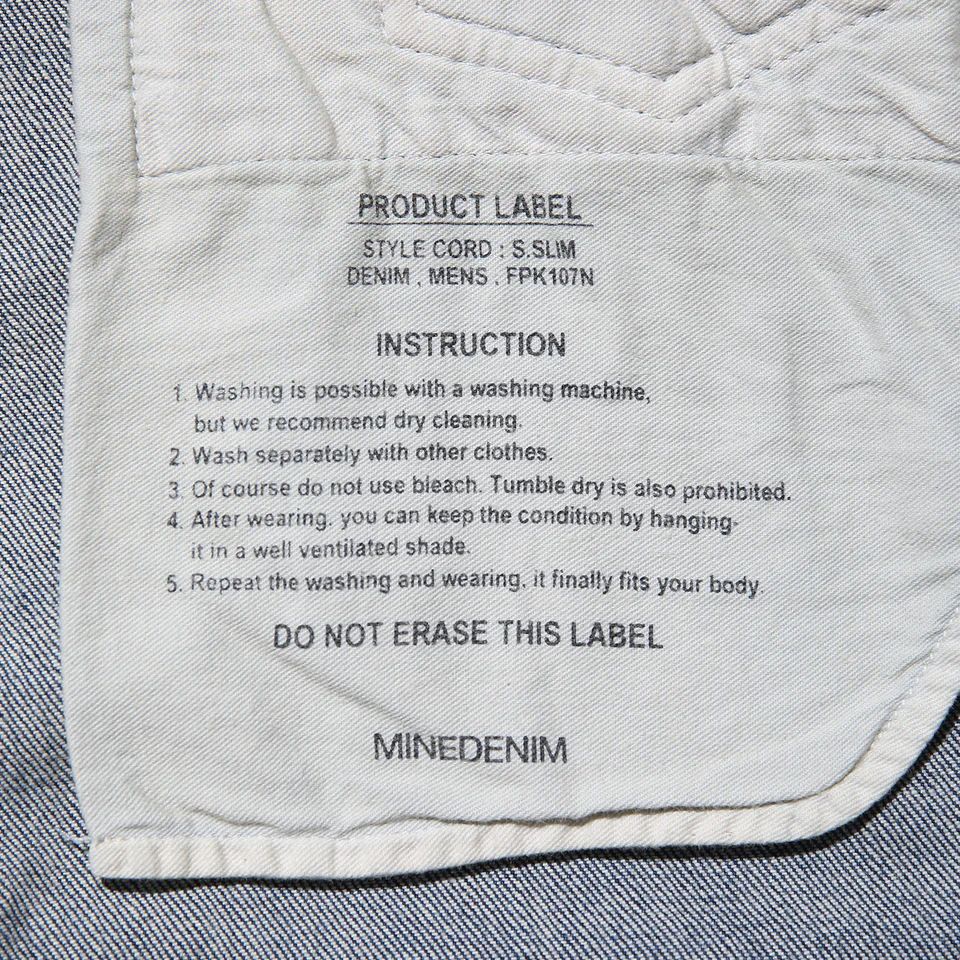 PRODUCT LABEL
STYLE CORD : S.SLIM
DENIM , MENS . FPK107N
INSTRUCTION
1. Washing is possible with a washing machine,
but we recommend dry cleaning.
2. Wash separately with other clothes.
3. Of course do not use bleach. Tumble dry is also prohibited.
4. After wearing, you can keep the condition by hanging-
it in a well ventilated shade.
5. Repeat the washing and wearing, it finally fits your body.
DO NOT ERASE THIS LABEL
MINEDENIM